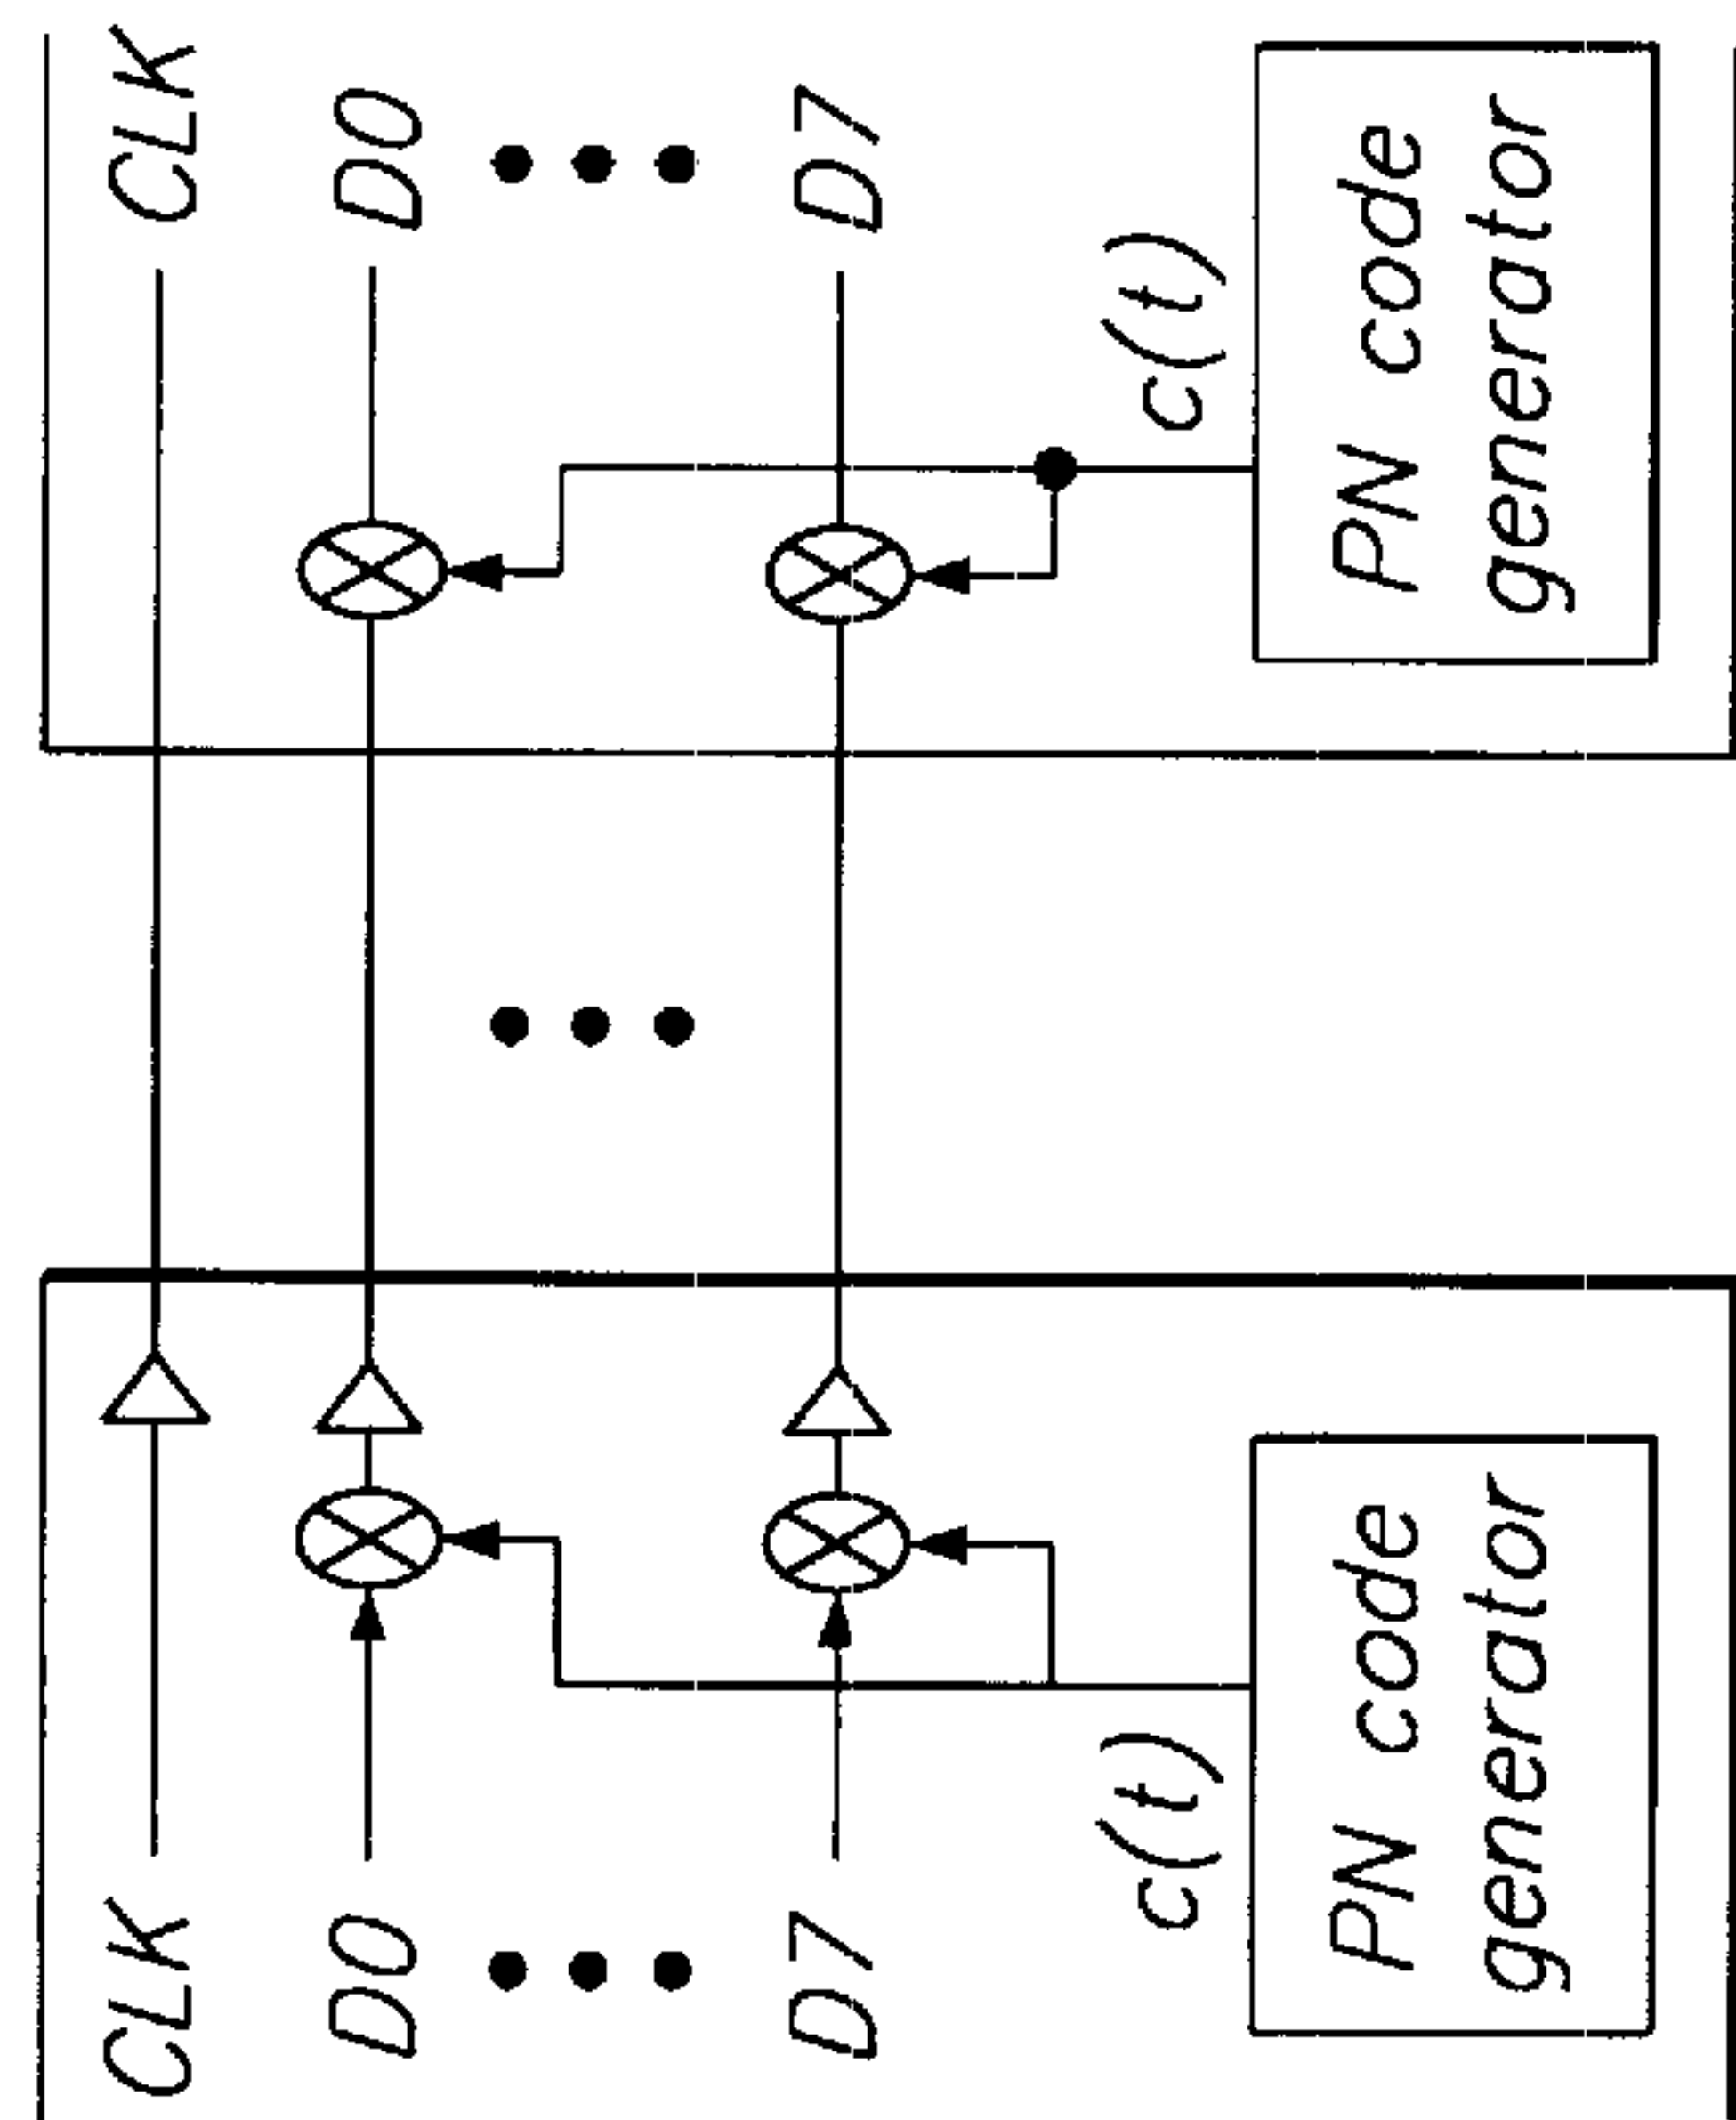 CLK
D0
D7
c(t)
PN code
generator
CLK
D0
D7
c(t)
PN code
generator